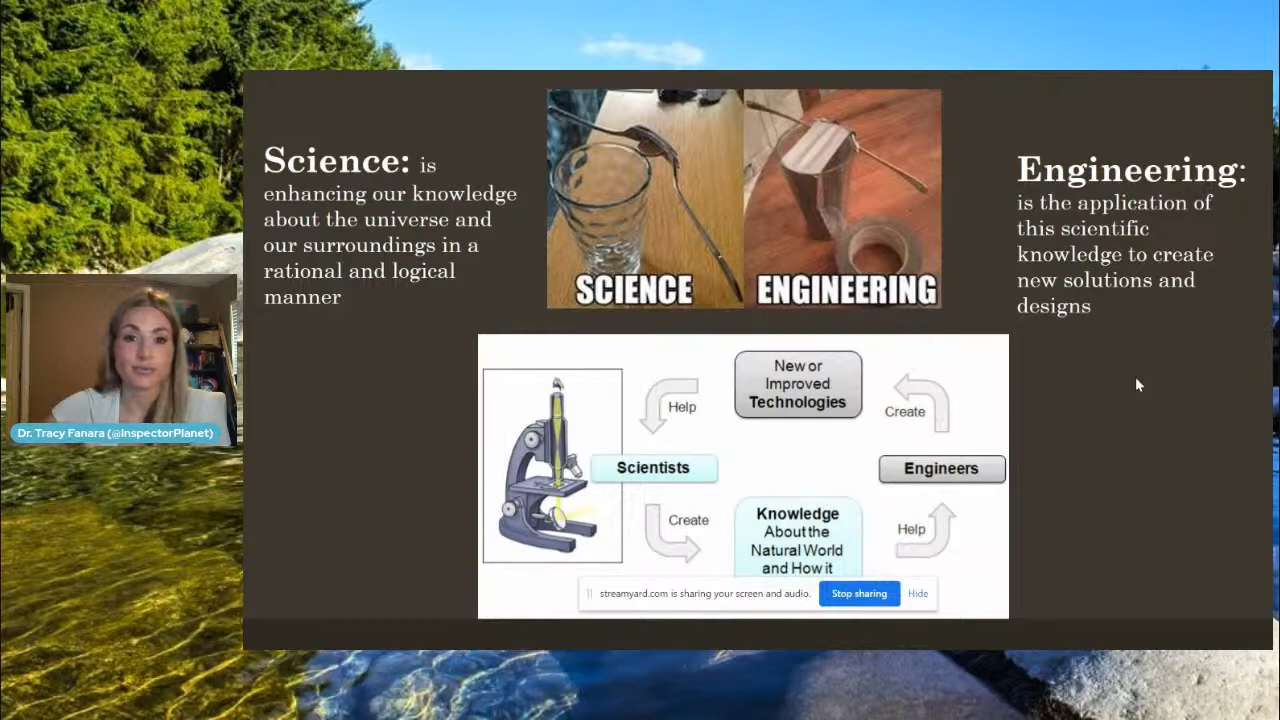 Science: is
enhancing our knowledge
about the universe and
our surroundings in a
rational and logical
manner
SCIENCE
ENGINEERING
Engineering:
is the application of
this scientific
knowledge to create
new solutions and
designs
New or
Improved
Technologies
Help
Create
Scientists
Engineers
Create
Knowledge
About the
Natural World
and How it
Help
streamyard.com is sharing your screen and audio.
Stop sharing
Hide
Dr. Tracy Fanara (@InspectorPlanet)